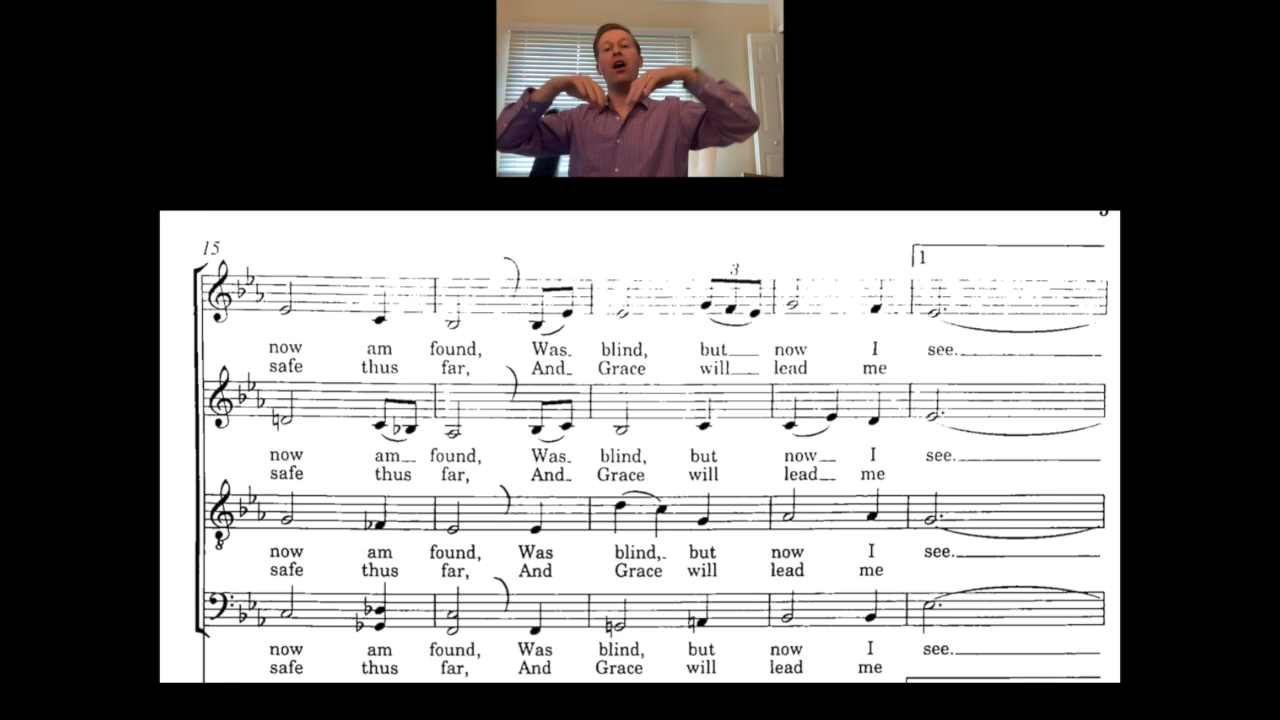 15
1
3
now am found, Was blind, but now I see.
safe thus far, And Grace will lead me
now am found, Was blind, but now I see.
safe thus far, And Grace will lead me
8
now am found, Was blind, but now I see.
safe thus far, And Grace will lead me
now am found, Was blind, but now I see.
safe thus far, And Grace will lead me